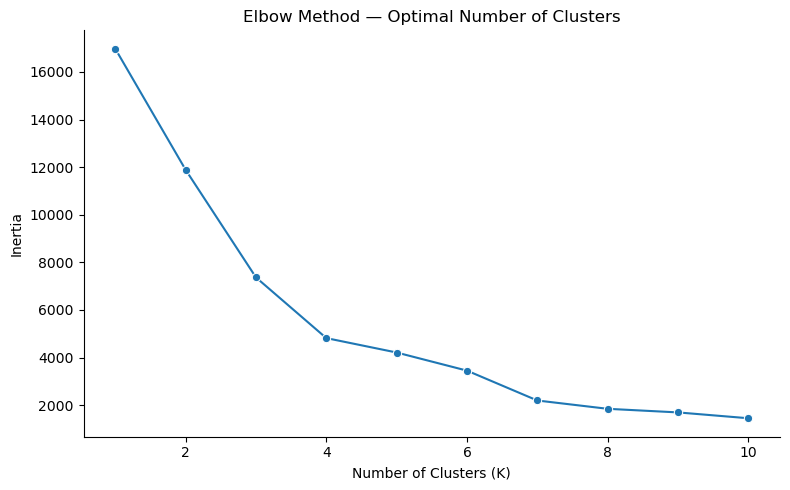 Elbow Method — Optimal Number of Clusters
Inertia
16000
14000
12000
10000
8000
6000
4000
2000
2 4 6 8 10
Number of Clusters (K)